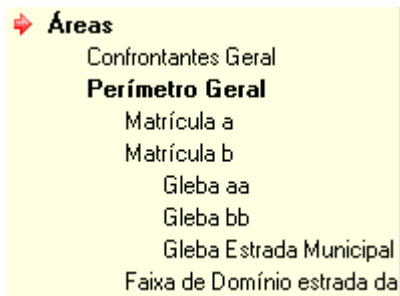 Áreas
Confrontantes Geral
Perímetro Geral
Matrícula a
Matrícula b
Gleba aa
Gleba bb
Gleba Estrada Municipal
Faixa de Domínio estrada da